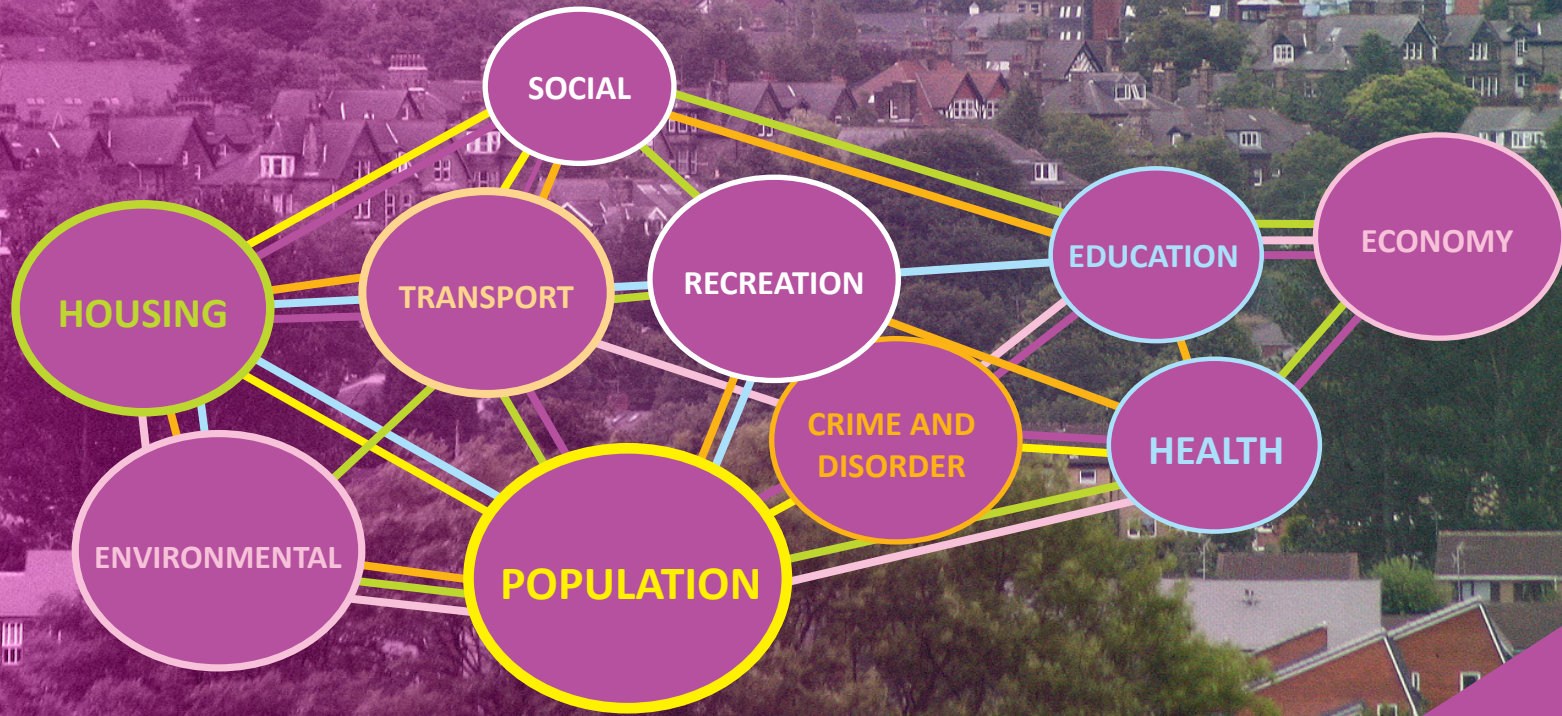 SOCIAL
HOUSING
TRANSPORT
RECREATION
EDUCATION
ECONOMY
CRIME AND
DISORDER
HEALTH
ENVIRONMENTAL
POPULATION